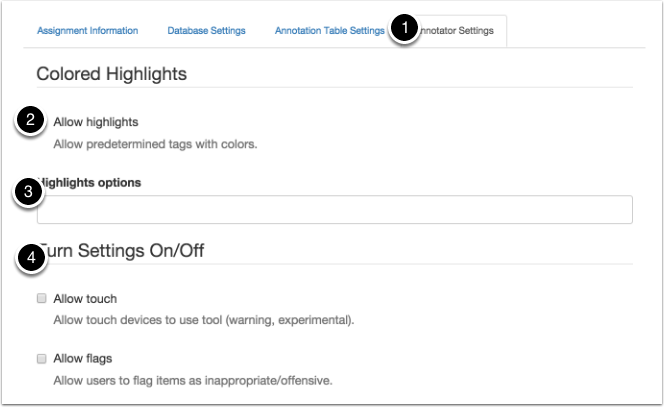 Assignment Information Database Settings Annotation Table Settings 1 nnotator Settings
Colored Highlights
2 Allow highlights
Allow predetermined tags with colors.
3 Highlights options
4 Turn Settings On/Off
Allow touch
Allow touch devices to use tool (warning, experimental).
Allow flags
Allow users to flag items as inappropriate/offensive.